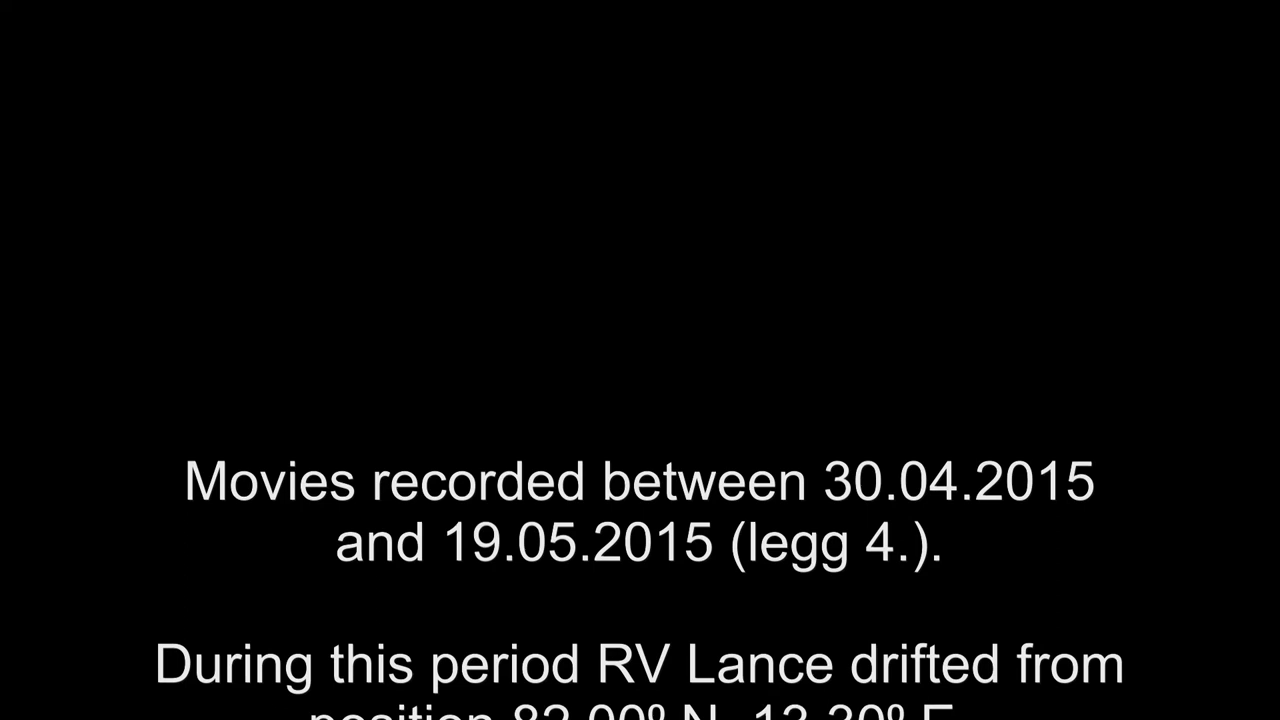 Movies recorded between 30.04.2015
and 19.05.2015 (legg 4.).
During this period RV Lance drifted from
position